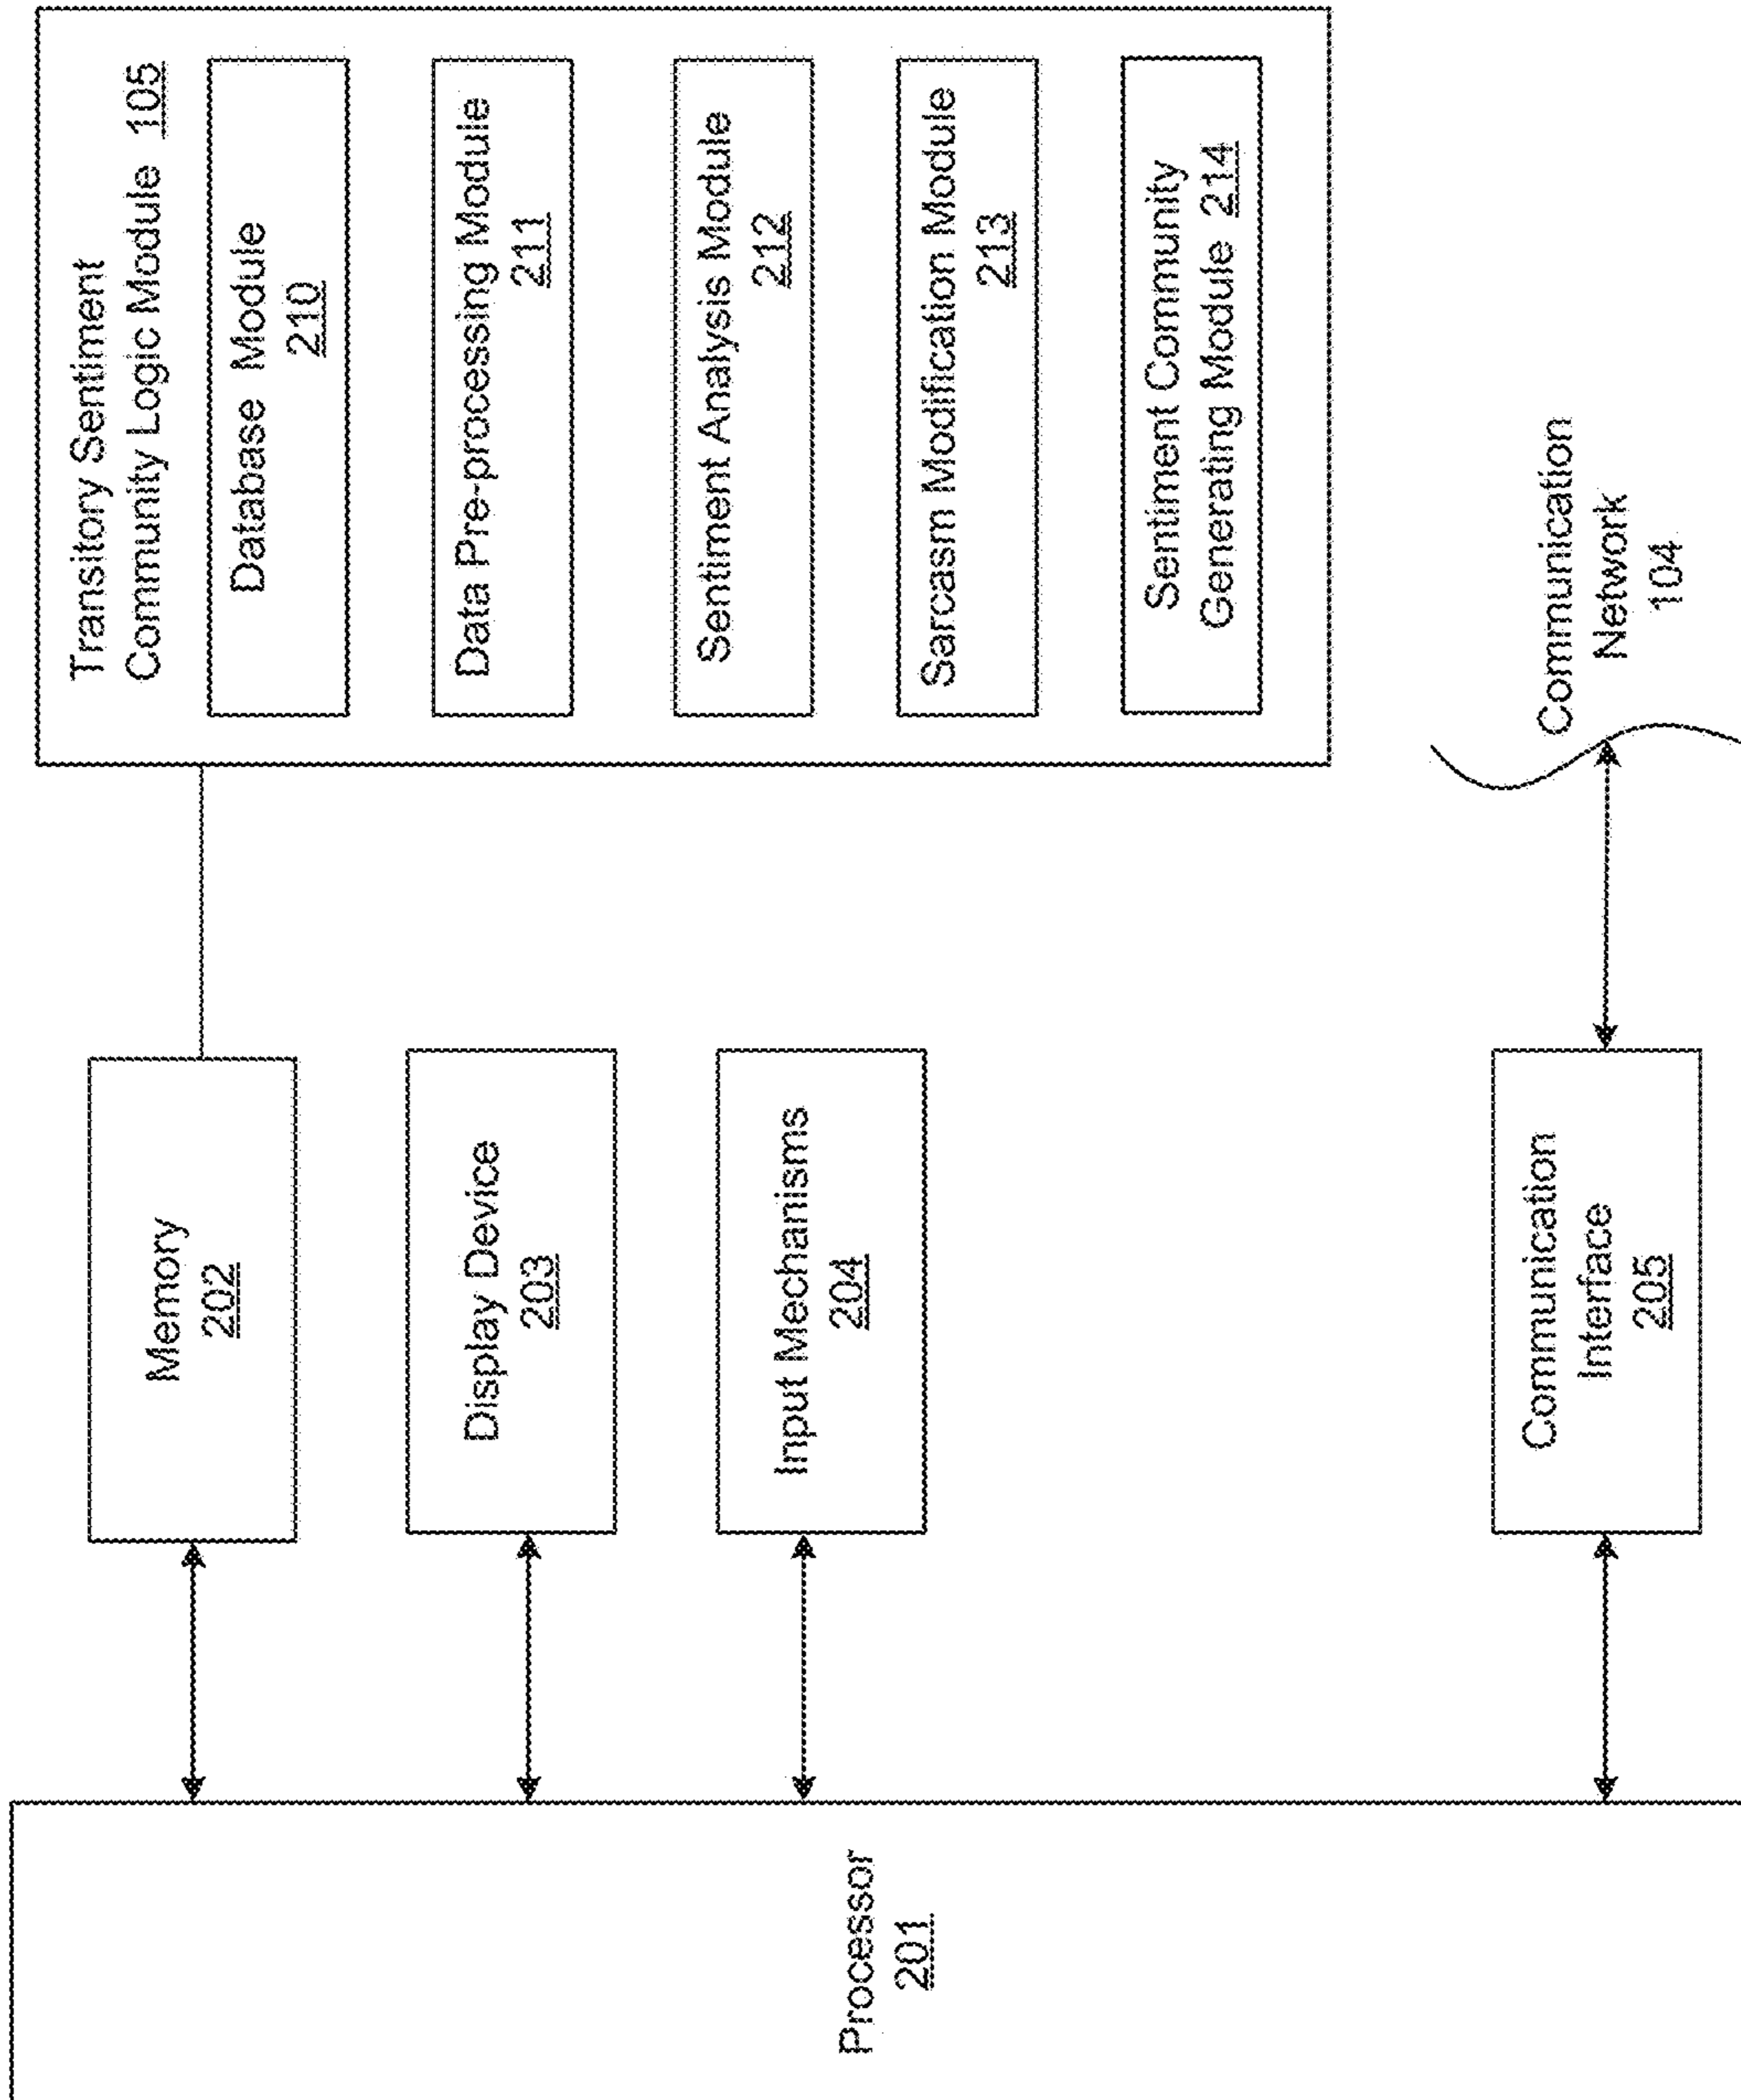 Processor
201
Memory
202
Display Device
203
Input Mechanisms
204
Communication
Interface
205
Transitory Sentiment
Community Logic Module 105
Database Module
210
Data Pre-processing Module
211
Sentiment Analysis Module
212
Sarcasm Modification Module
213
Sentiment Community
Generating Module 214
Communication
Network
104